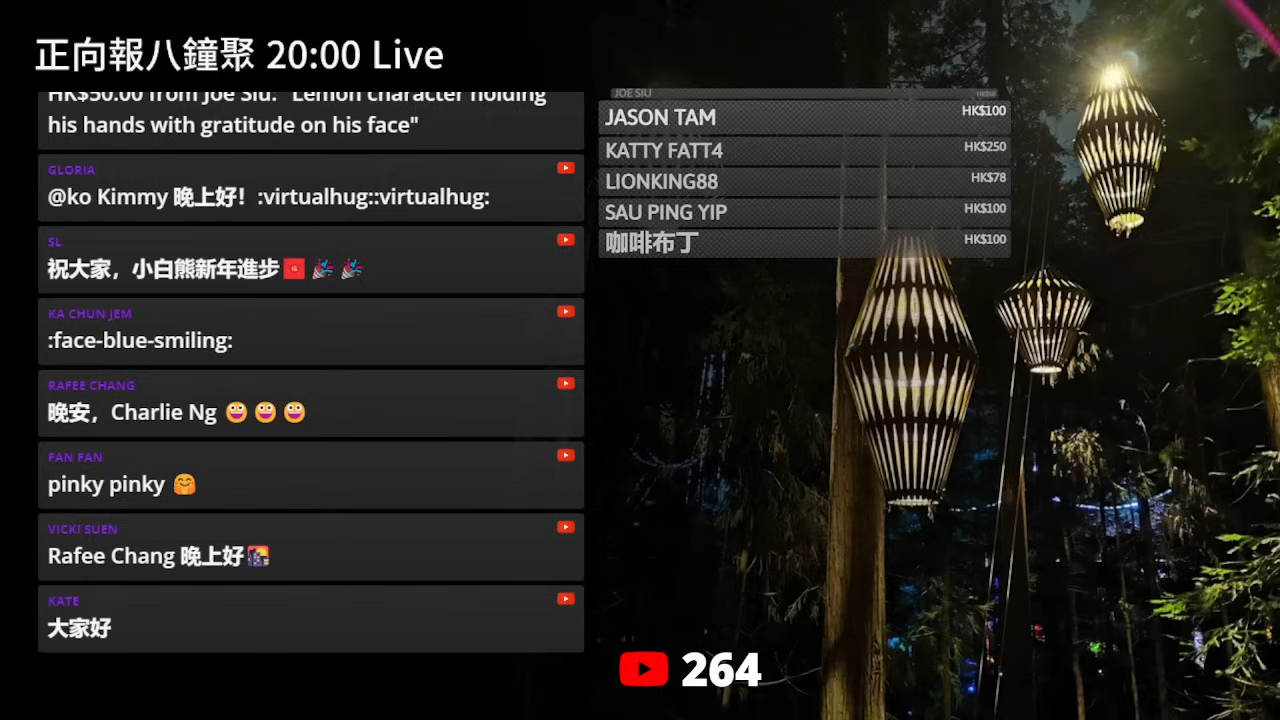 正向報八鐘聚 20:00 Live
HK$50.00 from Joe Siu: "Lemon character holding
his hands with gratitude on his face"
GLORIA
@ko Kimmy 晚上好！:virtualhug::virtualhug:
SL
祝大家，小白熊新年進步
KA CHUN JEM
:face-blue-smiling:
RAFEE CHANG
晚安，Charlie Ng
FAN FAN
pinky pinky
VICKI SUEN
Rafee Chang 晚上好
KATE
大家好
JOE SIU
JASON TAM HK$100
KATTY FATT4 HK$250
LIONKING88 HK$78
SAU PING YIP HK$100
咖啡布丁 HK$100
264